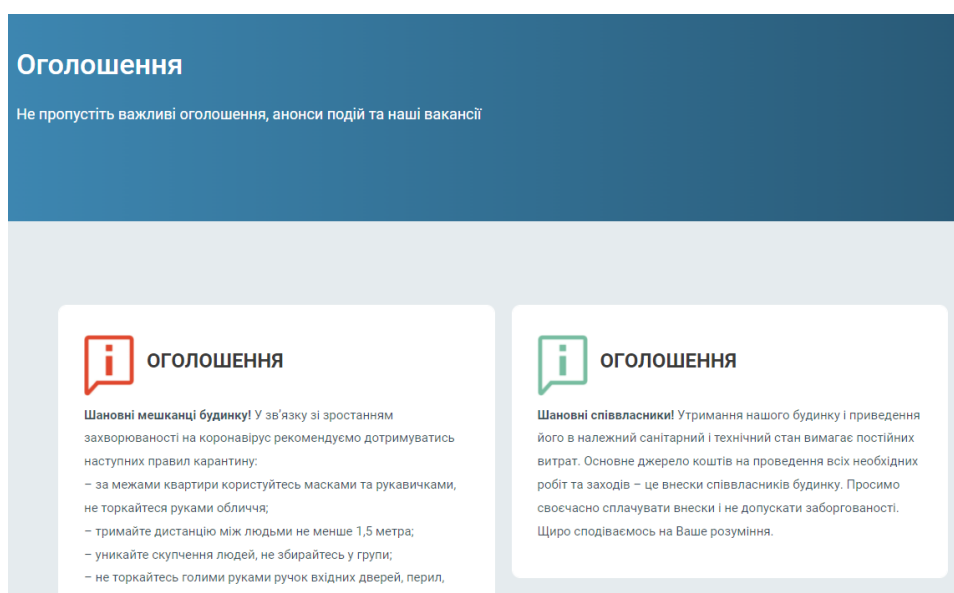 Оголошення
Не пропустіть важливі оголошення, анонси подій та наші вакансії
ОГОЛОШЕННЯ
Шановні мешканці будинку! У зв'язку зі зростанням
захворюваності на коронавірус рекомендуємо дотримуватись
наступних правил карантину:
– за межами квартири користуйтесь масками та рукавичками,
не торкайтеся руками обличчя;
– тримайте дистанцію між людьми не менше 1,5 метра;
– уникайте скупчення людей, не збирайтесь у групи;
– не торкайтесь голими руками ручок вхідних дверей, перил,
ОГОЛОШЕННЯ
Шановні співвласники! Утримання нашого будинку і приведення
його в належний санітарний і технічний стан вимагає постійних
витрат. Основне джерело коштів на проведення всіх необхідних
робіт та заходів – це внески співвласників будинку. Просимо
своєчасно сплачувати внески і не допускати заборгованості.
Щиро сподіваємось на Ваше розуміння.